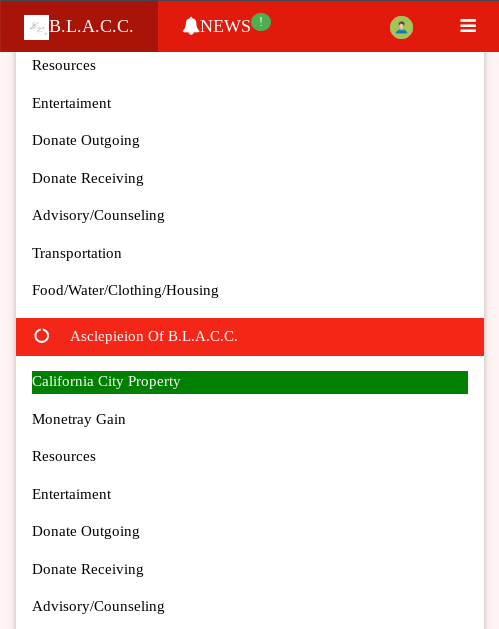 B.L.A.C.C. NEWS !
Resources
Entertaiment
Donate Outgoing
Donate Receiving
Advisory/Counseling
Transportation
Food/Water/Clothing/Housing
Asclepieion Of B.L.A.C.C.
California City Property
Monetray Gain
Resources
Entertaiment
Donate Outgoing
Donate Receiving
Advisory/Counseling